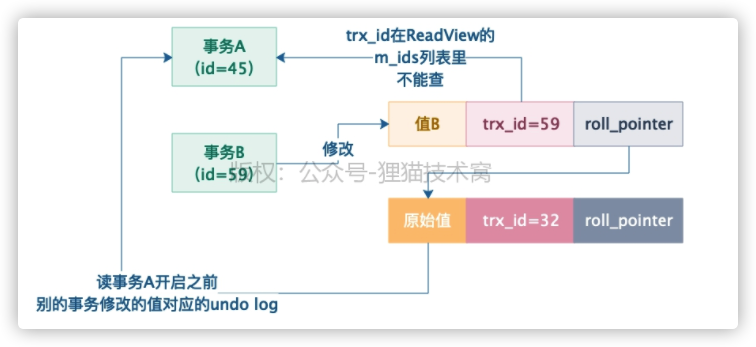 事务A
（id=45）
trx_id在ReadView的
m_ids列表里
不能查
值B
trx_id=59
roll_pointer
事务B
（id=59）
修改
版权：公众号-狸猫技术窝
原始值
trx_id=32
roll_pointer
读事务A开启之前
别的事务修改的值对应的undo log